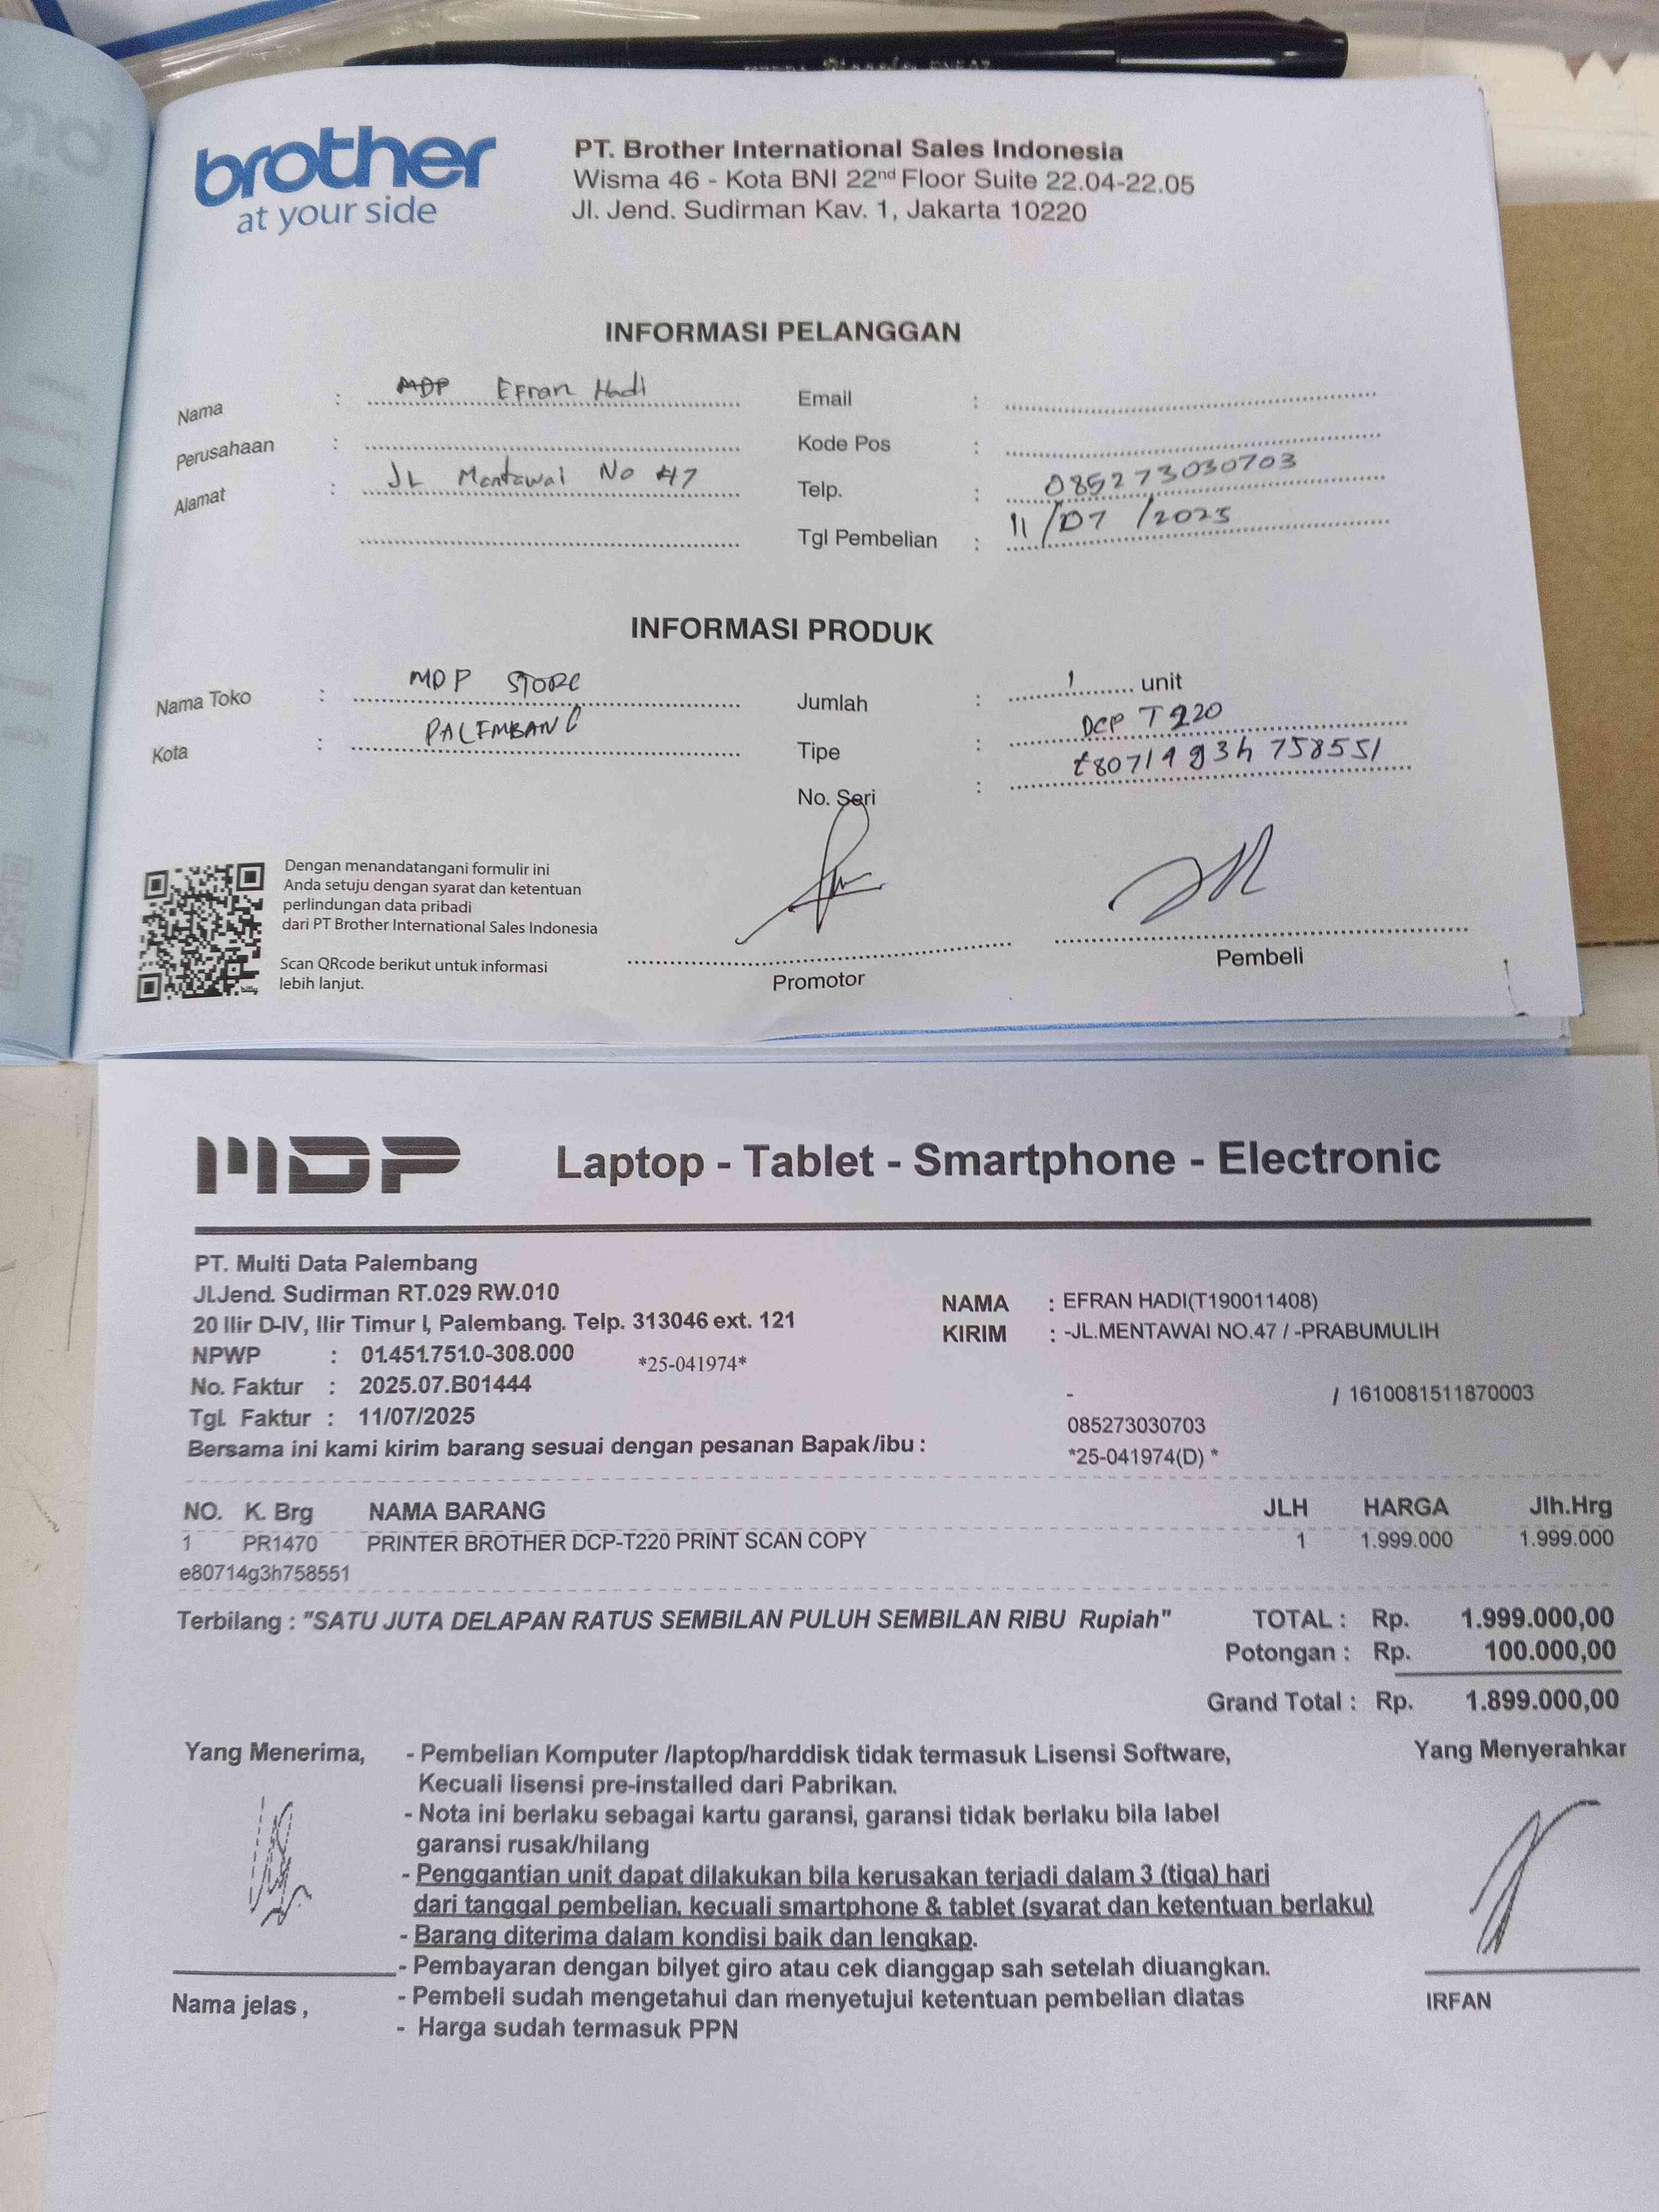 brother
at your side
PT. Brother International Sales Indonesia
Wisma 46 - Kota BNI 22nd Floor Suite 22.04-22.05
Jl. Jend. Sudirman Kav. 1, Jakarta 10220
INFORMASI PELANGGAN
Nama : MDP Efran Hadi
Perusahaan :
Alamat : JL Mentawai No 47
Email :
Kode Pos :
Telp. : 085273030703
Tgl Pembelian : 11/07/2025
INFORMASI PRODUK
Nama Toko : MDP STORE
Kota : PALEMBANG
Jumlah : 1 unit
Tipe : DCP T220
No. Seri : e80714g3h758551
Dengan menandatangani formulir ini
Anda setuju dengan syarat dan ketentuan
perlindungan data pribadi
dari PT Brother International Sales Indonesia
Scan QRcode berikut untuk informasi
lebih lanjut.
Promotor
Pembeli
MDP Laptop - Tablet - Smartphone - Electronic
PT. Multi Data Palembang
Jl.Jend. Sudirman RT.029 RW.010
20 Ilir D-IV, Ilir Timur I, Palembang. Telp. 313046 ext. 121
NPWP : 01.451.751.0-308.000 *25-041974*
No. Faktur : 2025.07.B01444
Tgl. Faktur : 11/07/2025
Bersama ini kami kirim barang sesuai dengan pesanan Bapak/ibu :
NAMA : EFRAN HADI(T190011408)
KIRIM : -JL.MENTAWAI NO.47 / -PRABUMULIH
- / 1610081511870003
085273030703
*25-041974(D) *
NO. K. Brg NAMA BARANG JLH HARGA Jlh.Hrg
1 PR1470 PRINTER BROTHER DCP-T220 PRINT SCAN COPY 1 1.999.000 1.999.000
e80714g3h758551
Terbilang : "SATU JUTA DELAPAN RATUS SEMBILAN PULUH SEMBILAN RIBU Rupiah"
TOTAL : Rp. 1.999.000,00
Potongan : Rp. 100.000,00
Grand Total : Rp. 1.899.000,00
Yang Menerima,
- Pembelian Komputer /laptop/harddisk tidak termasuk Lisensi Software,
Kecuali lisensi pre-installed dari Pabrikan.
- Nota ini berlaku sebagai kartu garansi, garansi tidak berlaku bila label
garansi rusak/hilang
- Penggantian unit dapat dilakukan bila kerusakan terjadi dalam 3 (tiga) hari
dari tanggal pembelian, kecuali smartphone & tablet (syarat dan ketentuan berlaku)
- Barang diterima dalam kondisi baik dan lengkap.
- Pembayaran dengan bilyet giro atau cek dianggap sah setelah diuangkan.
- Pembeli sudah mengetahui dan menyetujui ketentuan pembelian diatas
- Harga sudah termasuk PPN
Nama jelas ,
Yang Menyerahkar
IRFAN